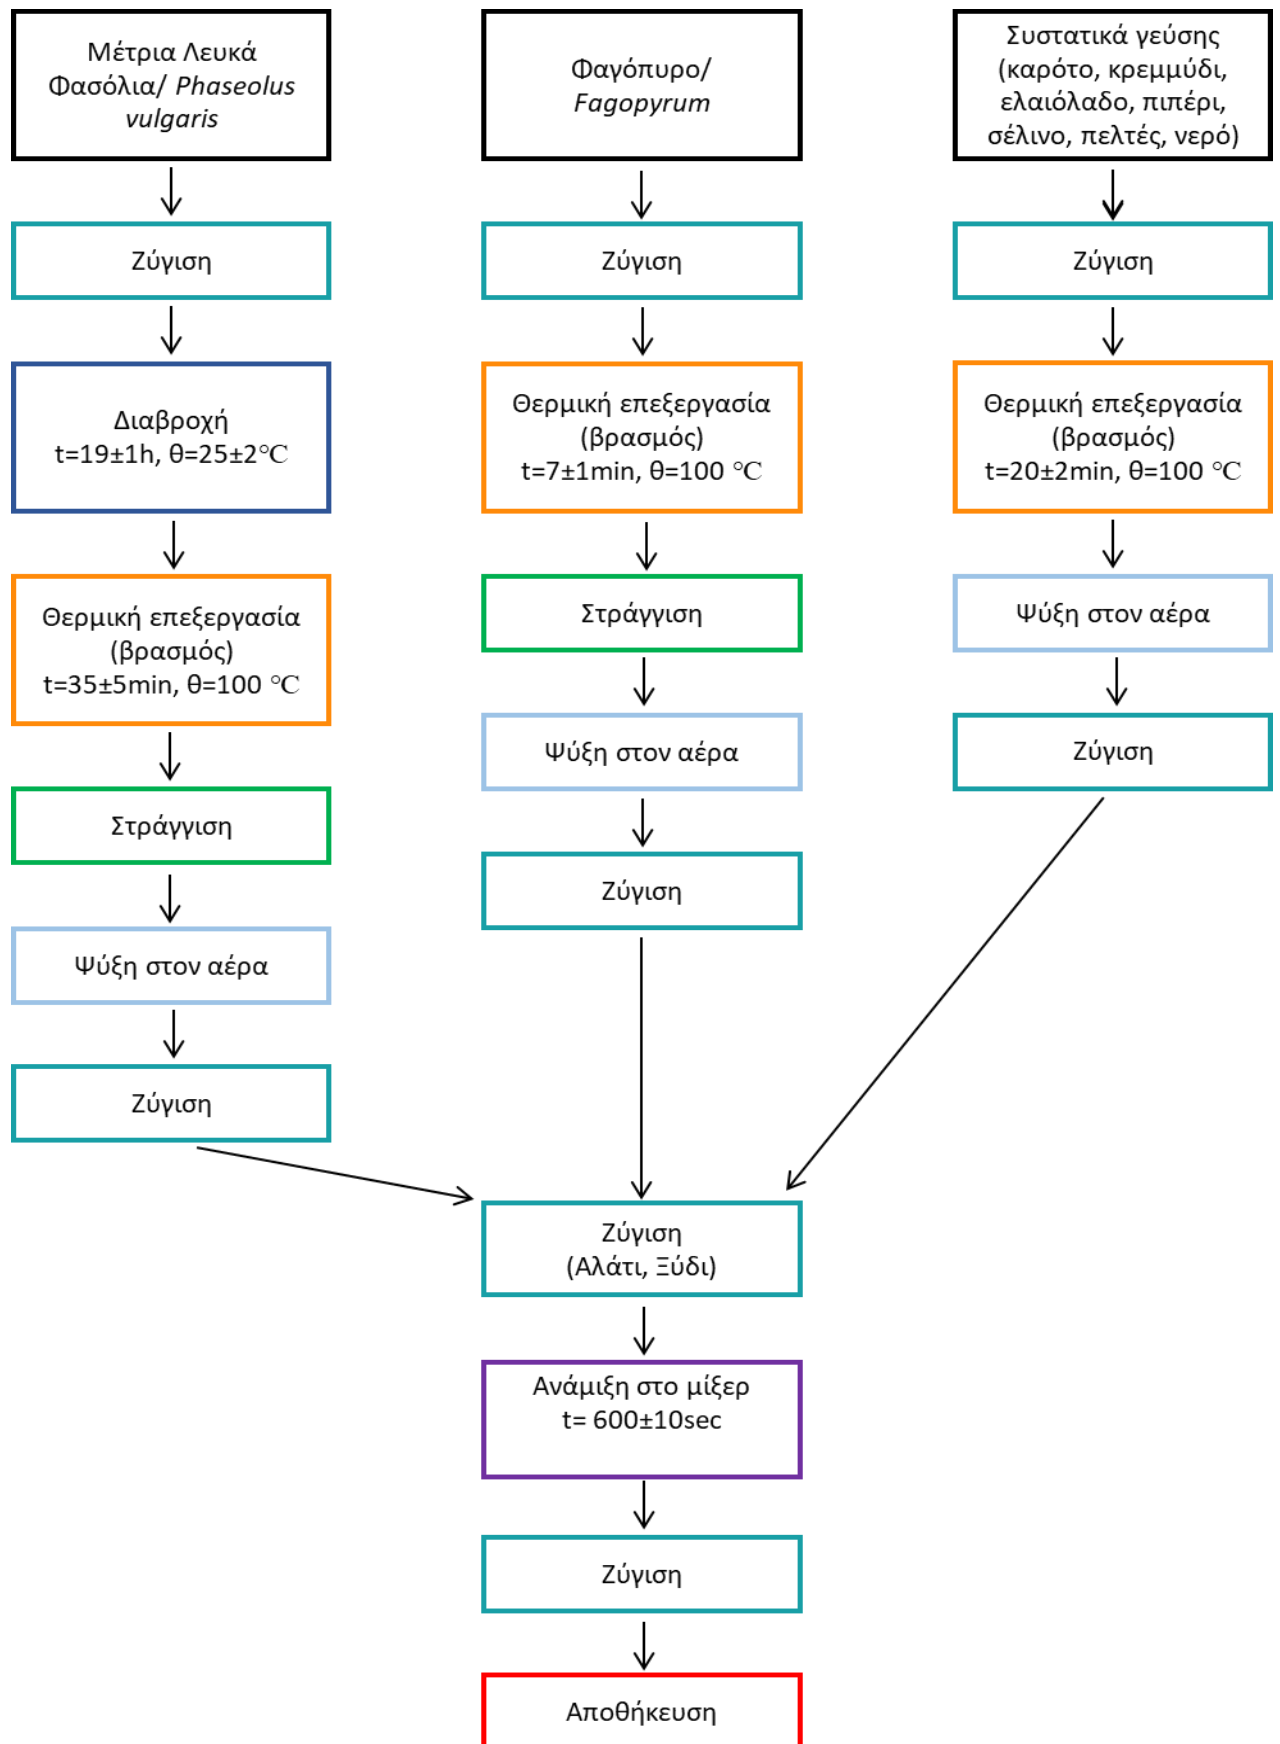 Μέτρια Λευκά
Φασόλια/ Phaseolus
vulgaris
Ζύγιση
Διαβροχή
t=19±1h, θ=25±2℃
Θερμική επεξεργασία
(βρασμός)
t=35±5min, θ=100 ℃
Στράγγιση
Ψύξη στον αέρα
Ζύγιση
Φαγόπυρο/
Fagopyrum
Ζύγιση
Θερμική επεξεργασία
(βρασμός)
t=7±1min, θ=100 ℃
Στράγγιση
Ψύξη στον αέρα
Ζύγιση
Συστατικά γεύσης
(καρότο, κρεμμύδι,
ελαιόλαδο, πιπέρι,
σέλινο, πελτές, νερό)
Ζύγιση
Θερμική επεξεργασία
(βρασμός)
t=20±2min, θ=100 ℃
Ψύξη στον αέρα
Ζύγιση
Ζύγιση
(Αλάτι, Ξύδι)
Ανάμιξη στο μίξερ
t= 600±10sec
Ζύγιση
Αποθήκευση